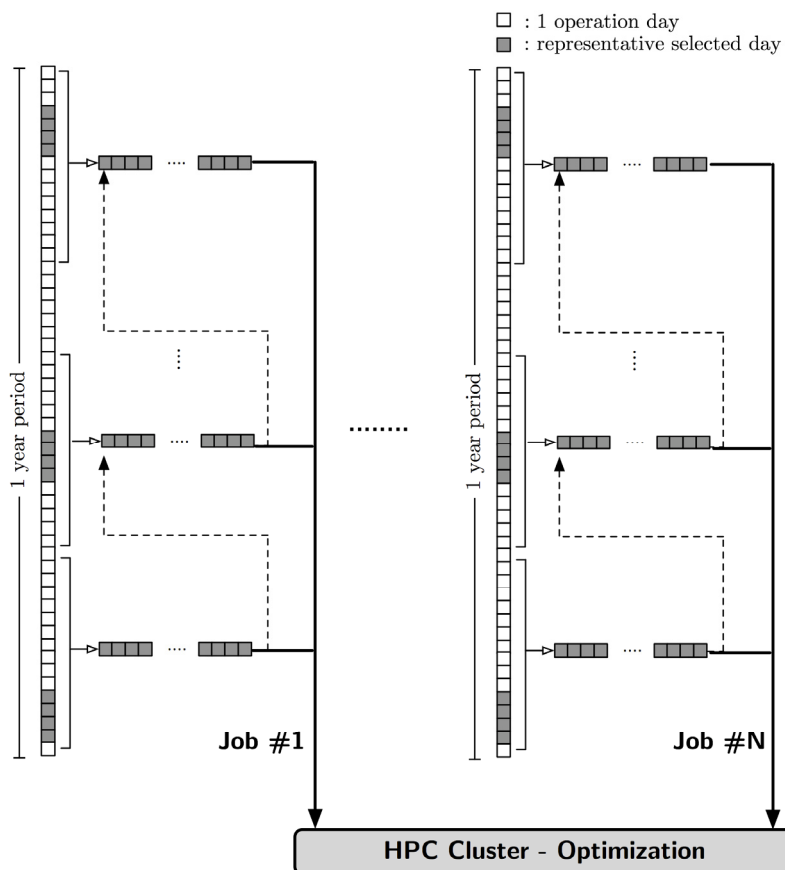 : 1 operation day
: representative selected day
1 year period
1 year period
Job #1
Job #N
HPC Cluster - Optimization